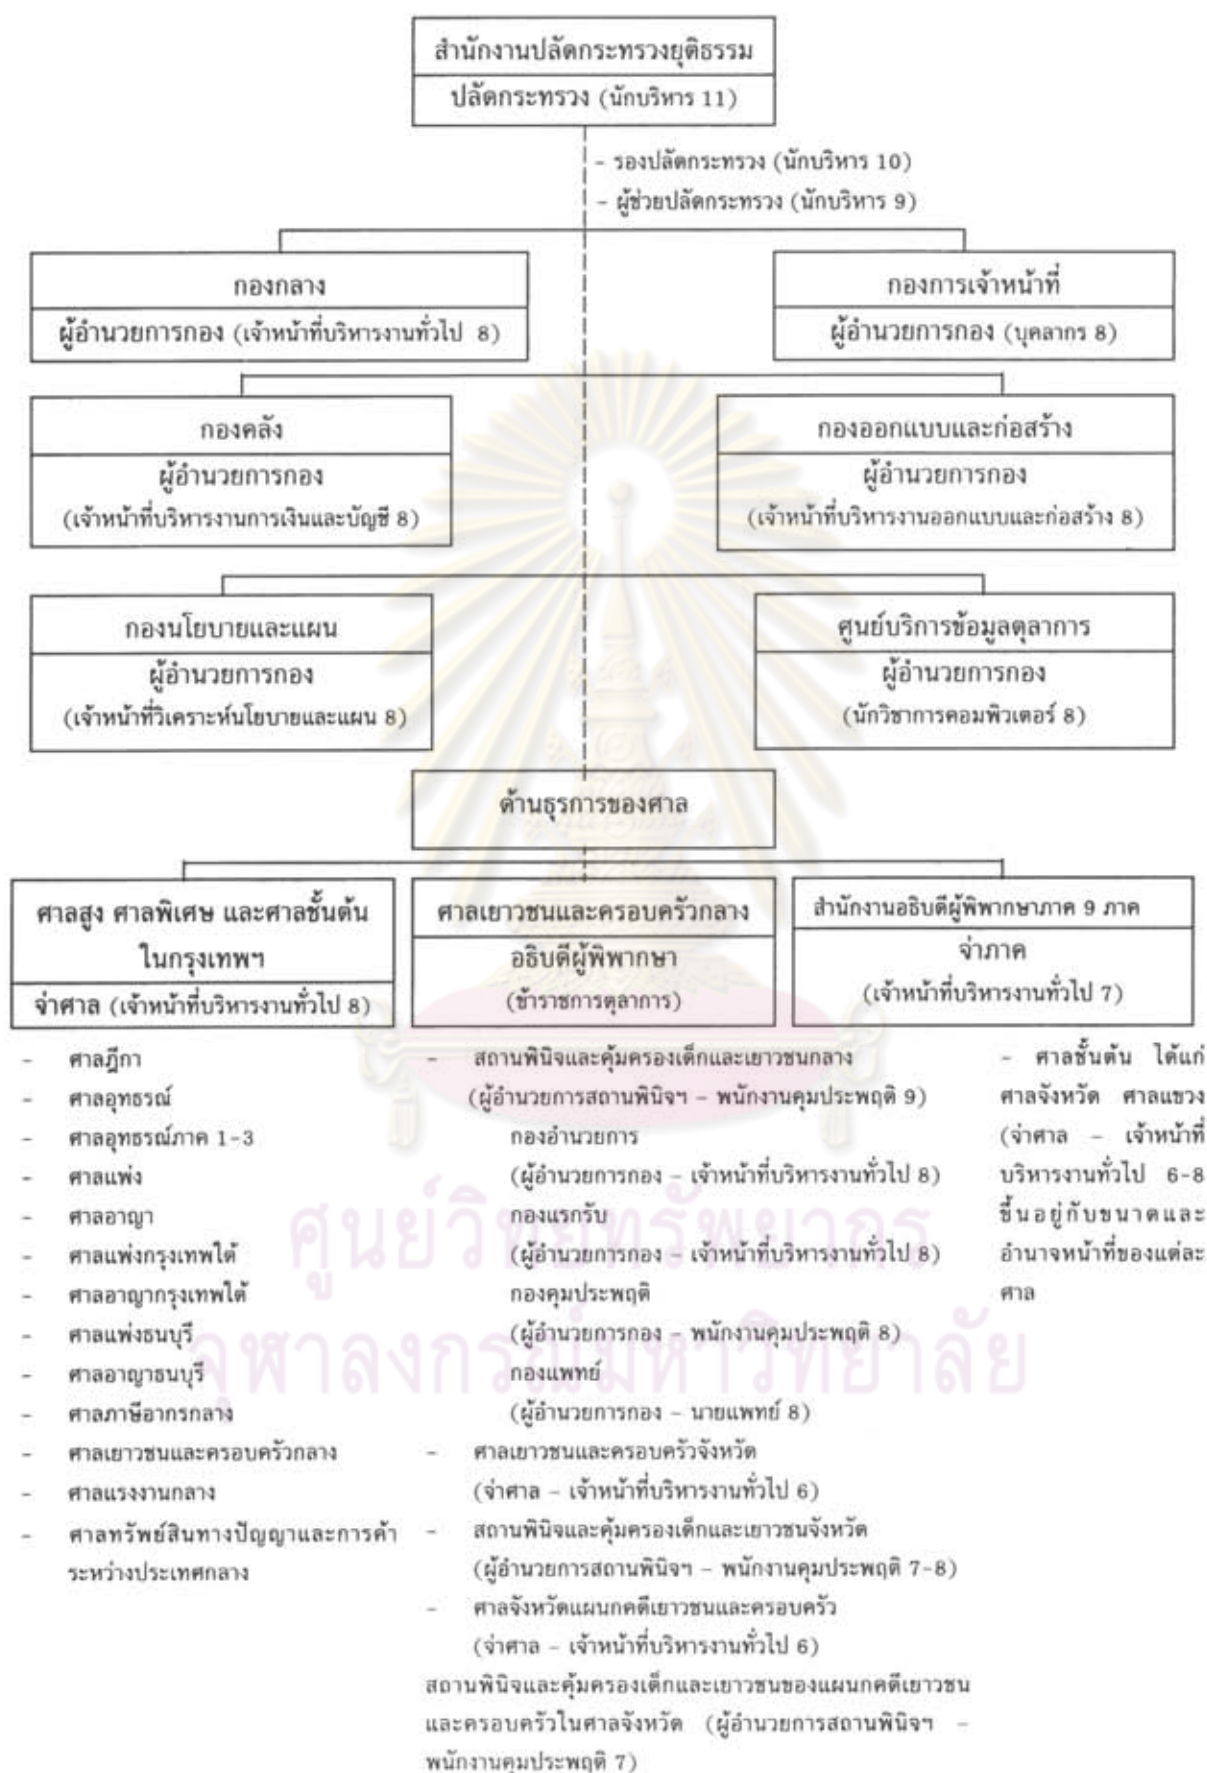 สำนักงานปลัดกระทรวงยุติธรรม
ปลัดกระทรวง (นักบริหาร 11)
- รองปลัดกระทรวง (นักบริหาร 10)
- ผู้ช่วยปลัดกระทรวง (นักบริหาร 9)
กองกลาง
ผู้อำนวยการกอง (เจ้าหน้าที่บริหารงานทั่วไป 8)
กองการเจ้าหน้าที่
ผู้อำนวยการกอง (บุคลากร 8)
กองคลัง
ผู้อำนวยการกอง
(เจ้าหน้าที่บริหารงานการเงินและบัญชี 8)
กองออกแบบและก่อสร้าง
ผู้อำนวยการกอง
(เจ้าหน้าที่บริหารงานออกแบบและก่อสร้าง 8)
กองนโยบายและแผน
ผู้อำนวยการกอง
(เจ้าหน้าที่วิเคราะห์นโยบายและแผน 8)
ศูนย์บริการข้อมูลตุลาการ
ผู้อำนวยการกอง
(นักวิชาการคอมพิวเตอร์ 8)
ด้านธุรการของศาล
ศาลสูง ศาลพิเศษ และศาลชั้นต้น
ในกรุงเทพฯ
จ่าศาล (เจ้าหน้าที่บริหารงานทั่วไป 8)
ศาลเยาวชนและครอบครัวกลาง
อธิบดีผู้พิพากษา
(ข้าราชการตุลาการ)
สำนักงานอธิบดีผู้พิพากษาภาค 9 ภาค
จ่าภาค
(เจ้าหน้าที่บริหารงานทั่วไป 7)
- ศาลฎีกา
- ศาลอุทธรณ์
- ศาลอุทธรณ์ภาค 1-3
- ศาลแพ่ง
- ศาลอาญา
- ศาลแพ่งกรุงเทพใต้
- ศาลอาญากรุงเทพใต้
- ศาลแพ่งธนบุรี
- ศาลอาญาธนบุรี
- ศาลภาษีอากรกลาง
- ศาลเยาวชนและครอบครัวกลาง
- ศาลแรงงานกลาง
- ศาลทรัพย์สินทางปัญญาและการค้า
ระหว่างประเทศกลาง
- สถานพินิจและคุ้มครองเด็กและเยาวชนกลาง
(ผู้อำนวยการสถานพินิจฯ - พนักงานคุมประพฤติ 9)
กองอำนวยการ
(ผู้อำนวยการกอง - เจ้าหน้าที่บริหารงานทั่วไป 8)
กองแรกรับ
(ผู้อำนวยการกอง - เจ้าหน้าที่บริหารงานทั่วไป 8)
กองคุมประพฤติ
(ผู้อำนวยการกอง - พนักงานคุมประพฤติ 8)
กองแพทย์
(ผู้อำนวยการกอง - นายแพทย์ 8)
- ศาลเยาวชนและครอบครัวจังหวัด
(จ่าศาล - เจ้าหน้าที่บริหารงานทั่วไป 6)
- สถานพินิจและคุ้มครองเด็กและเยาวชนจังหวัด
(ผู้อำนวยการสถานพินิจฯ - พนักงานคุมประพฤติ 7-8)
- ศาลจังหวัดแผนกคดีเยาวชนและครอบครัว
(จ่าศาล - เจ้าหน้าที่บริหารงานทั่วไป 6)
สถานพินิจและคุ้มครองเด็กและเยาวชนของแผนกคดีเยาวชน
และครอบครัวในศาลจังหวัด (ผู้อำนวยการสถานพินิจฯ -
พนักงานคุมประพฤติ 7)
- ศาลชั้นต้น ได้แก่
ศาลจังหวัด ศาลแขวง
(จ่าศาล - เจ้าหน้าที่
บริหารงานทั่วไป 6-8
ขึ้นอยู่กับขนาดและ
อำนาจหน้าที่ของแต่ละ
ศาล
ศูนย์วิทยทรัพยากร
จุฬาลงกรณ์มหาวิทยาลัย